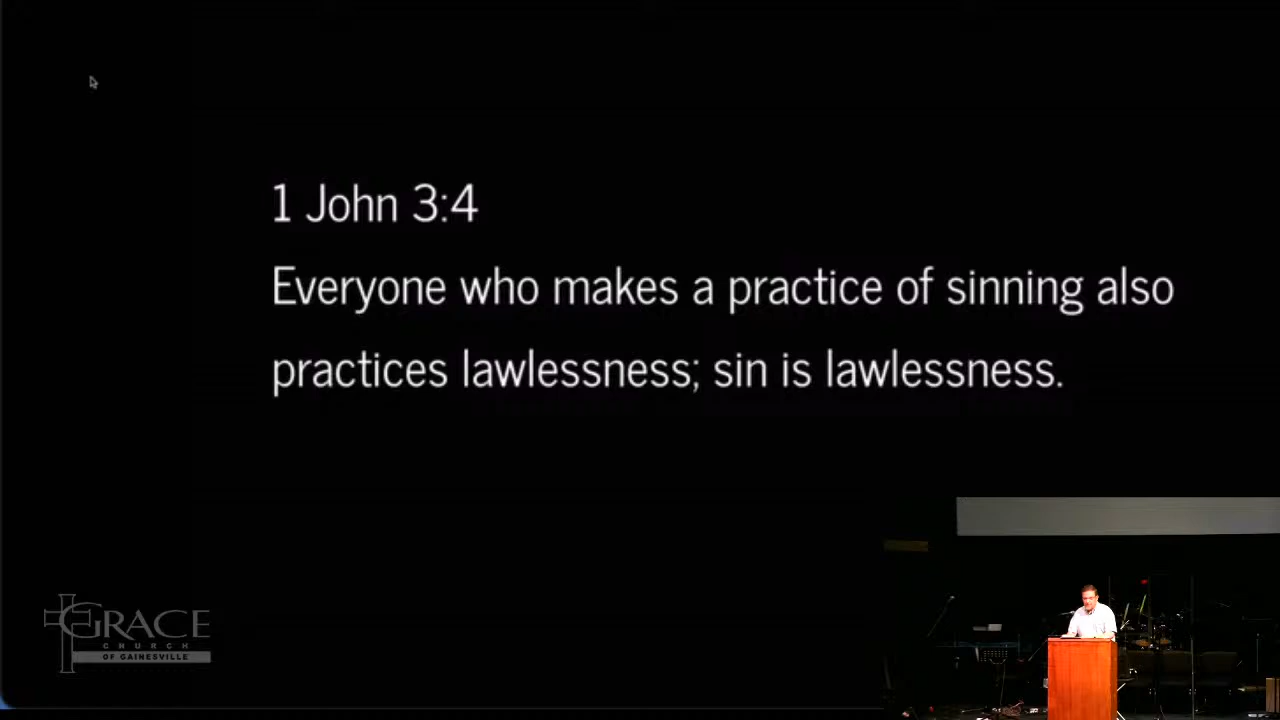 1 John 3:4
Everyone who makes a practice of sinning also
practices lawlessness; sin is lawlessness.
GRACE
CHURCH
OF GAINESVILLE